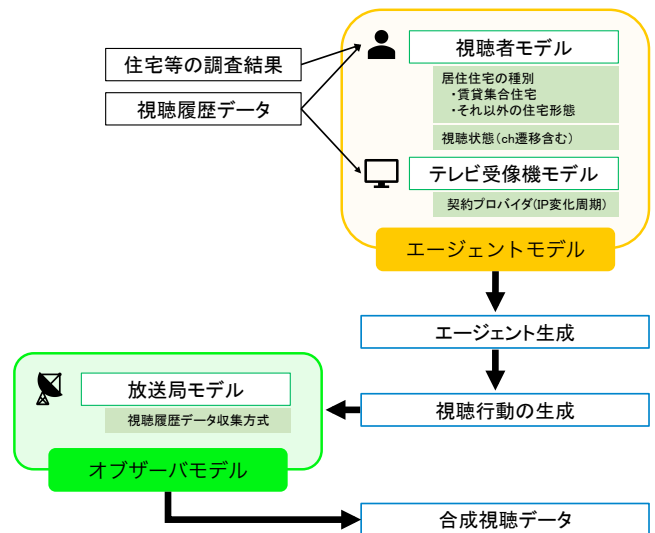 住宅等の調査結果
視聴履歴データ
視聴者モデル
居住住宅の種別
・賃貸集合住宅
・それ以外の住宅形態
視聴状態(ch遷移含む)
テレビ受像機モデル
契約プロバイダ(IP変化周期)
エージェントモデル
エージェント生成
視聴行動の生成
放送局モデル
視聴履歴データ収集方式
オブザーバモデル
合成視聴データ